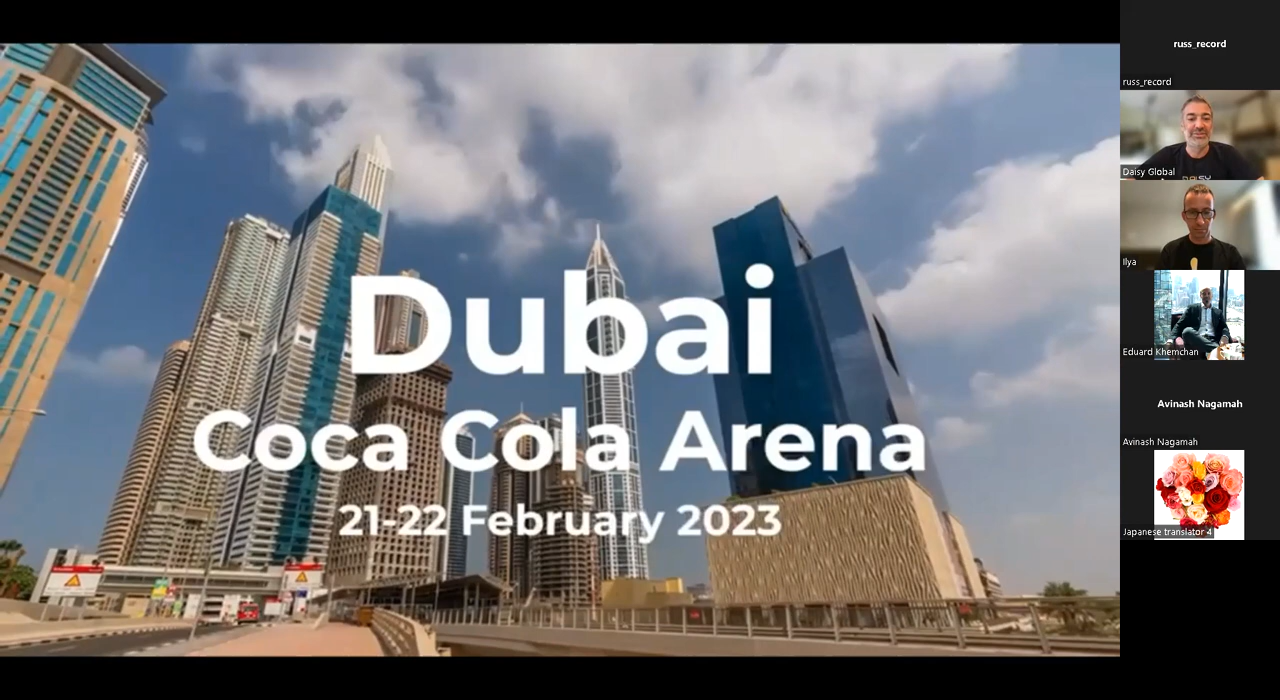 Dubai
Coca Cola Arena
21-22 February 2023
russ_record
russ_record
Daisy Global
Ilya
Eduard Khemchan
Avinash Nagamah
Avinash Nagamah
Japanese translator 4